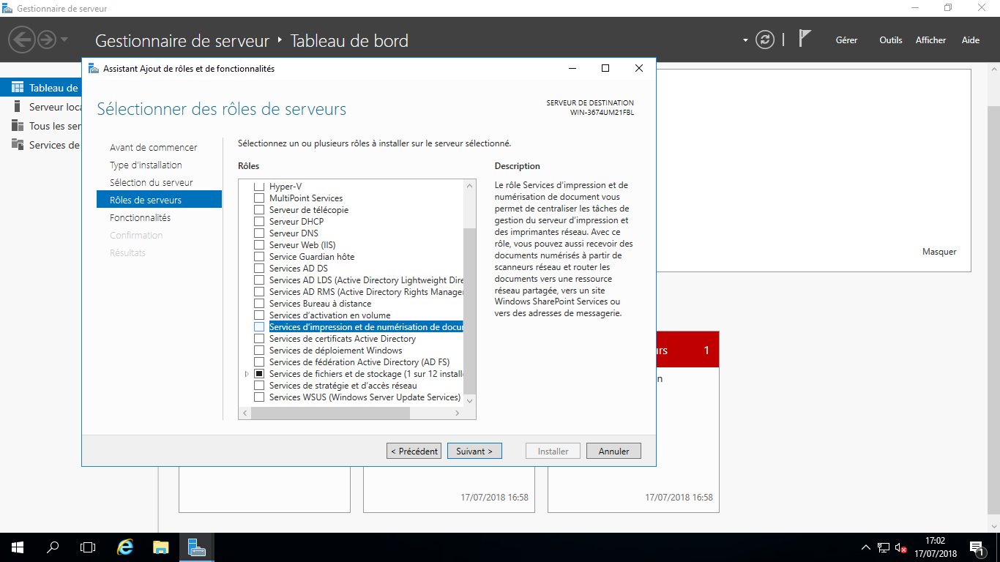 Gestionnaire de serveur
Gestionnaire de serveur ‣ Tableau de bord
Gérer
Outils
Afficher
Aide
Tableau de
Serveur loca
Tous les ser
Services de
Assistant Ajout de rôles et de fonctionnalités
Sélectionner des rôles de serveurs
SERVEUR DE DESTINATION
WIN-3674UM21FBL
Avant de commencer
Type d'installation
Sélection du serveur
Rôles de serveurs
Fonctionnalités
Confirmation
Résultats
Sélectionnez un ou plusieurs rôles à installer sur le serveur sélectionné.
Rôles
Hyper-V
MultiPoint Services
Serveur de télécopie
Serveur DHCP
Serveur DNS
Serveur Web (IIS)
Service Guardian hôte
Services AD DS
Services AD LDS (Active Directory Lightweight Dire
Services AD RMS (Active Directory Rights Manager
Services Bureau à distance
Services d'activation en volume
Services d'impression et de numérisation de docu
Services de certificats Active Directory
Services de déploiement Windows
Services de fédération Active Directory (AD FS)
Services de fichiers et de stockage (1 sur 12 install
Services de stratégie et d'accès réseau
Services WSUS (Windows Server Update Services)
Description
Le rôle Services d'impression et de
numérisation de document vous
permet de centraliser les tâches de
gestion du serveur d'impression et
des imprimantes réseau. Avec ce
rôle, vous pouvez aussi recevoir des
documents numérisés à partir de
scanneurs réseau et router les
documents vers une ressource
réseau partagée, vers un site
Windows SharePoint Services ou
vers des adresses de messagerie.
< Précédent
Suivant >
Installer
Annuler
Masquer
rs 1
n
17/07/2018 16:58
17/07/2018 16:58
17:02
17/07/2018
1